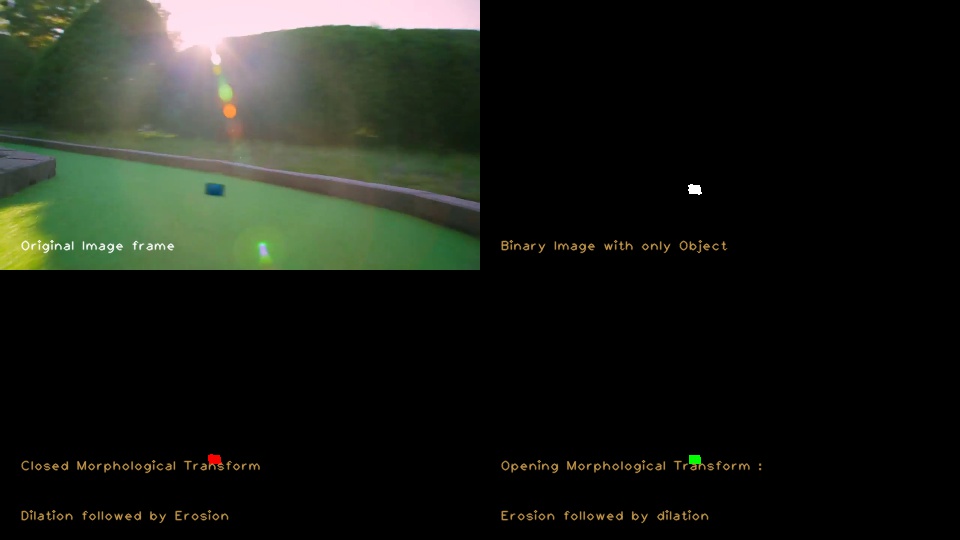 Original Image frame
Binary Image with only Object
Closed Morphological Transform
Dilation followed by Erosion
Opening Morphological Transform :
Erosion followed by dilation